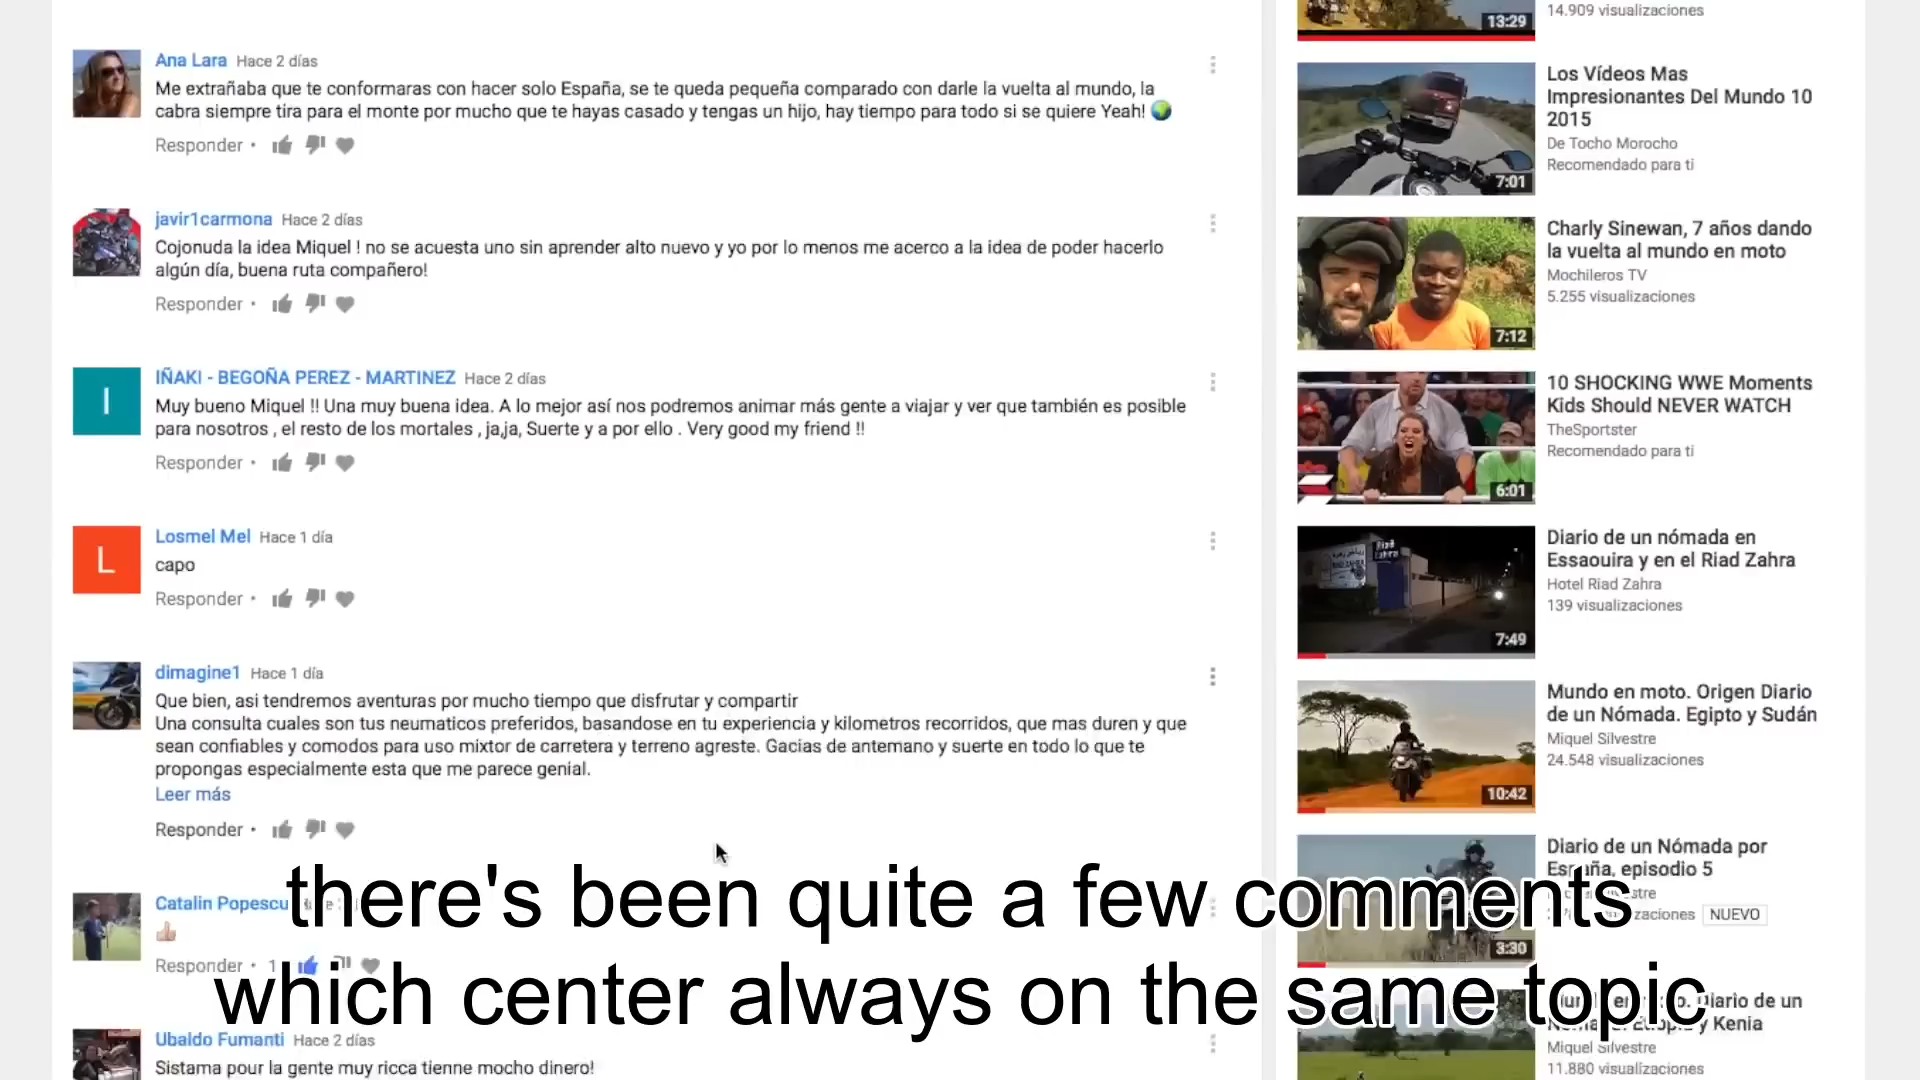 Ana Lara Hace 2 días
Me extrañaba que te conformaras con hacer solo España, se te queda pequeña comparado con darle la vuelta al mundo, la
cabra siempre tira para el monte por mucho que te hayas casado y tengas un hijo, hay tiempo para todo si se quiere Yeah!
Responder •
javir1carmona Hace 2 días
Cojonuda la idea Miquel ! no se acuesta uno sin aprender alto nuevo y yo por lo menos me acerco a la idea de poder hacerlo
algún día, buena ruta compañero!
Responder •
I
IÑAKI - BEGOÑA PEREZ - MARTINEZ Hace 2 días
Muy bueno Miquel !! Una muy buena idea. A lo mejor así nos podremos animar más gente a viajar y ver que también es posible
para nosotros , el resto de los mortales , ja,ja, Suerte y a por ello . Very good my friend !!
Responder •
L
Losmel Mel Hace 1 día
capo
Responder •
dimagine1 Hace 1 día
Que bien, asi tendremos aventuras por mucho tiempo que disfrutar y compartir
Una consulta cuales son tus neumaticos preferidos, basandose en tu experiencia y kilometros recorridos, que mas duren y que
sean confiables y comodos para uso mixtor de carretera y terreno agreste. Gacias de antemano y suerte en todo lo que te
propongas especialmente esta que me parece genial.
Leer más
Responder •
Catalin Popescu
Responder • 1
Ubaldo Fumanti Hace 2 días
Sistama pour la gente muy ricca tienne mocho dinero!
13:29
14.909 visualizaciones
7:01
Los Vídeos Mas
Impresionantes Del Mundo 10
2015
De Tocho Morocho
Recomendado para ti
7:12
Charly Sinewan, 7 años dando
la vuelta al mundo en moto
Mochileros TV
5.255 visualizaciones
6:01
10 SHOCKING WWE Moments
Kids Should NEVER WATCH
TheSportster
Recomendado para ti
Riad
Zahra
RIAD ZAHRA
7:49
Diario de un nómada en
Essaouira y en el Riad Zahra
Hotel Riad Zahra
139 visualizaciones
10:42
Mundo en moto. Origen Diario
de un Nómada. Egipto y Sudán
Miquel Silvestre
24.548 visualizaciones
3:30
Diario de un Nómada por
España, episodio 5
NUEVO
Diario de un
y Kenia
Miquel Silvestre
11.880 visualizaciones
there's been quite a few comments
which center always on the same topic